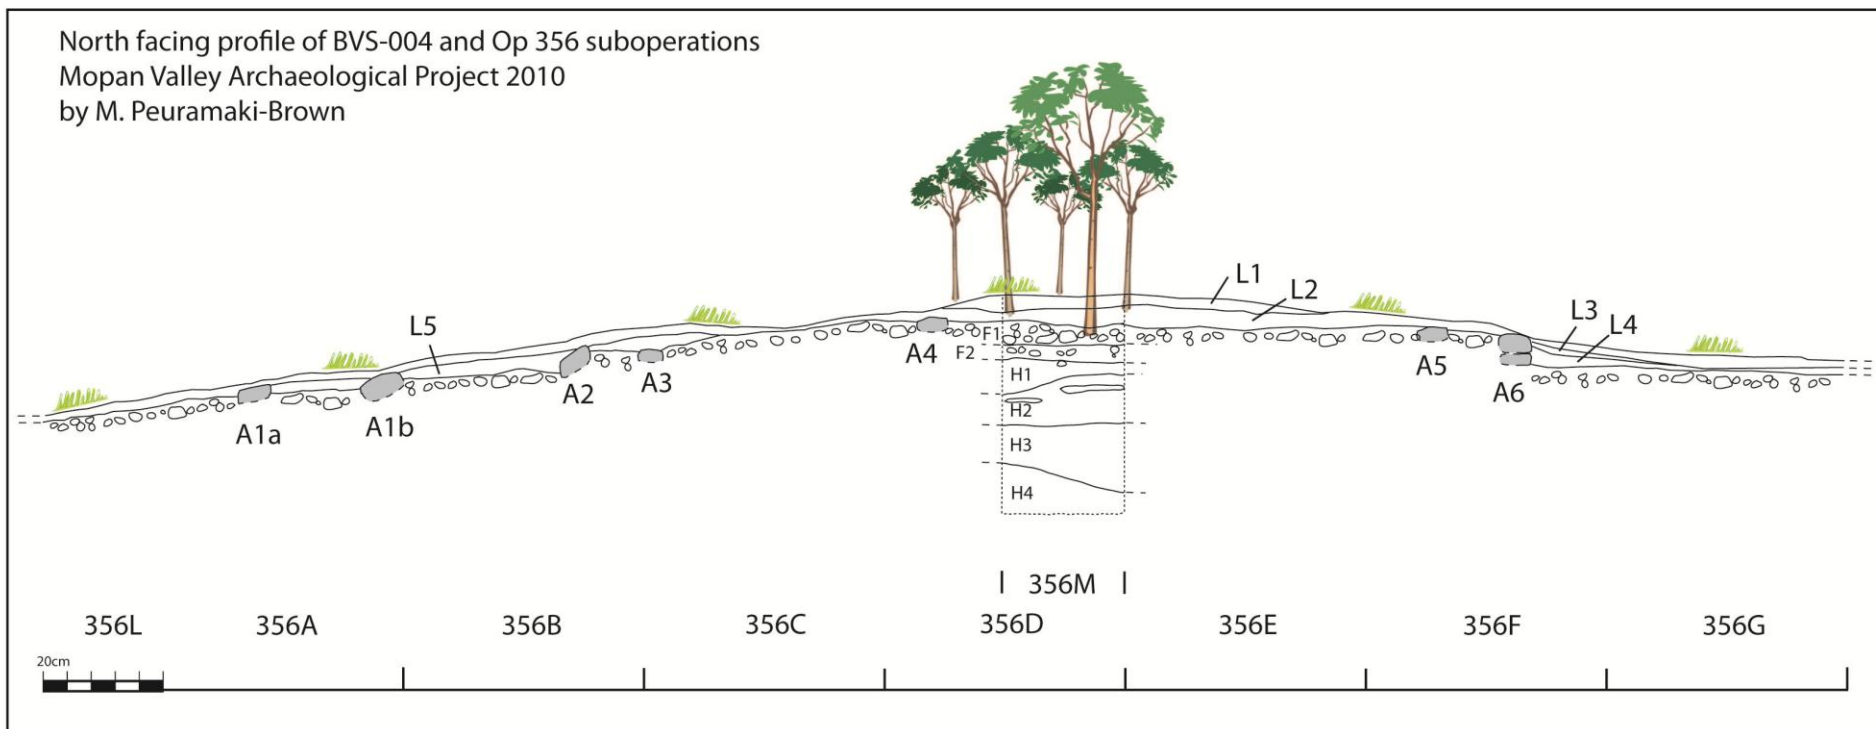 North facing profile of BVS-004 and Op 356 suboperations
Mopan Valley Archaeological Project 2010
by M. Peuramaki-Brown
L1
L2
L3
L4
L5
F1
F2
A4
A3
A2
A1b
A1a
A5
A6
H1
H2
H3
H4
356M
356L 356A 356B 356C 356D 356E 356F 356G
20cm